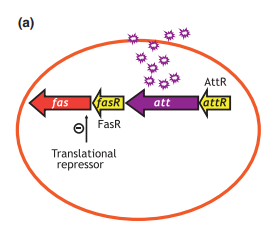 (a)
AttR
fas
fasR
att
attR
FasR
⊖
Translational
repressor